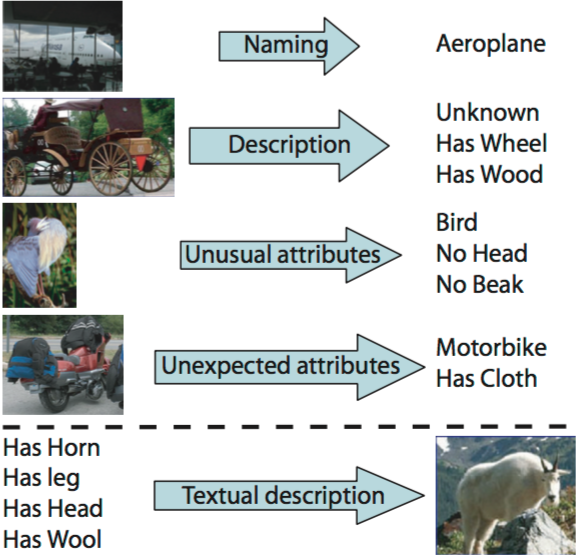 Naming
Aeroplane
Description
Unknown
Has Wheel
Has Wood
Unusual attributes
Bird
No Head
No Beak
Unexpected attributes
Motorbike
Has Cloth
Has Horn
Has leg
Has Head
Has Wool
Textual description